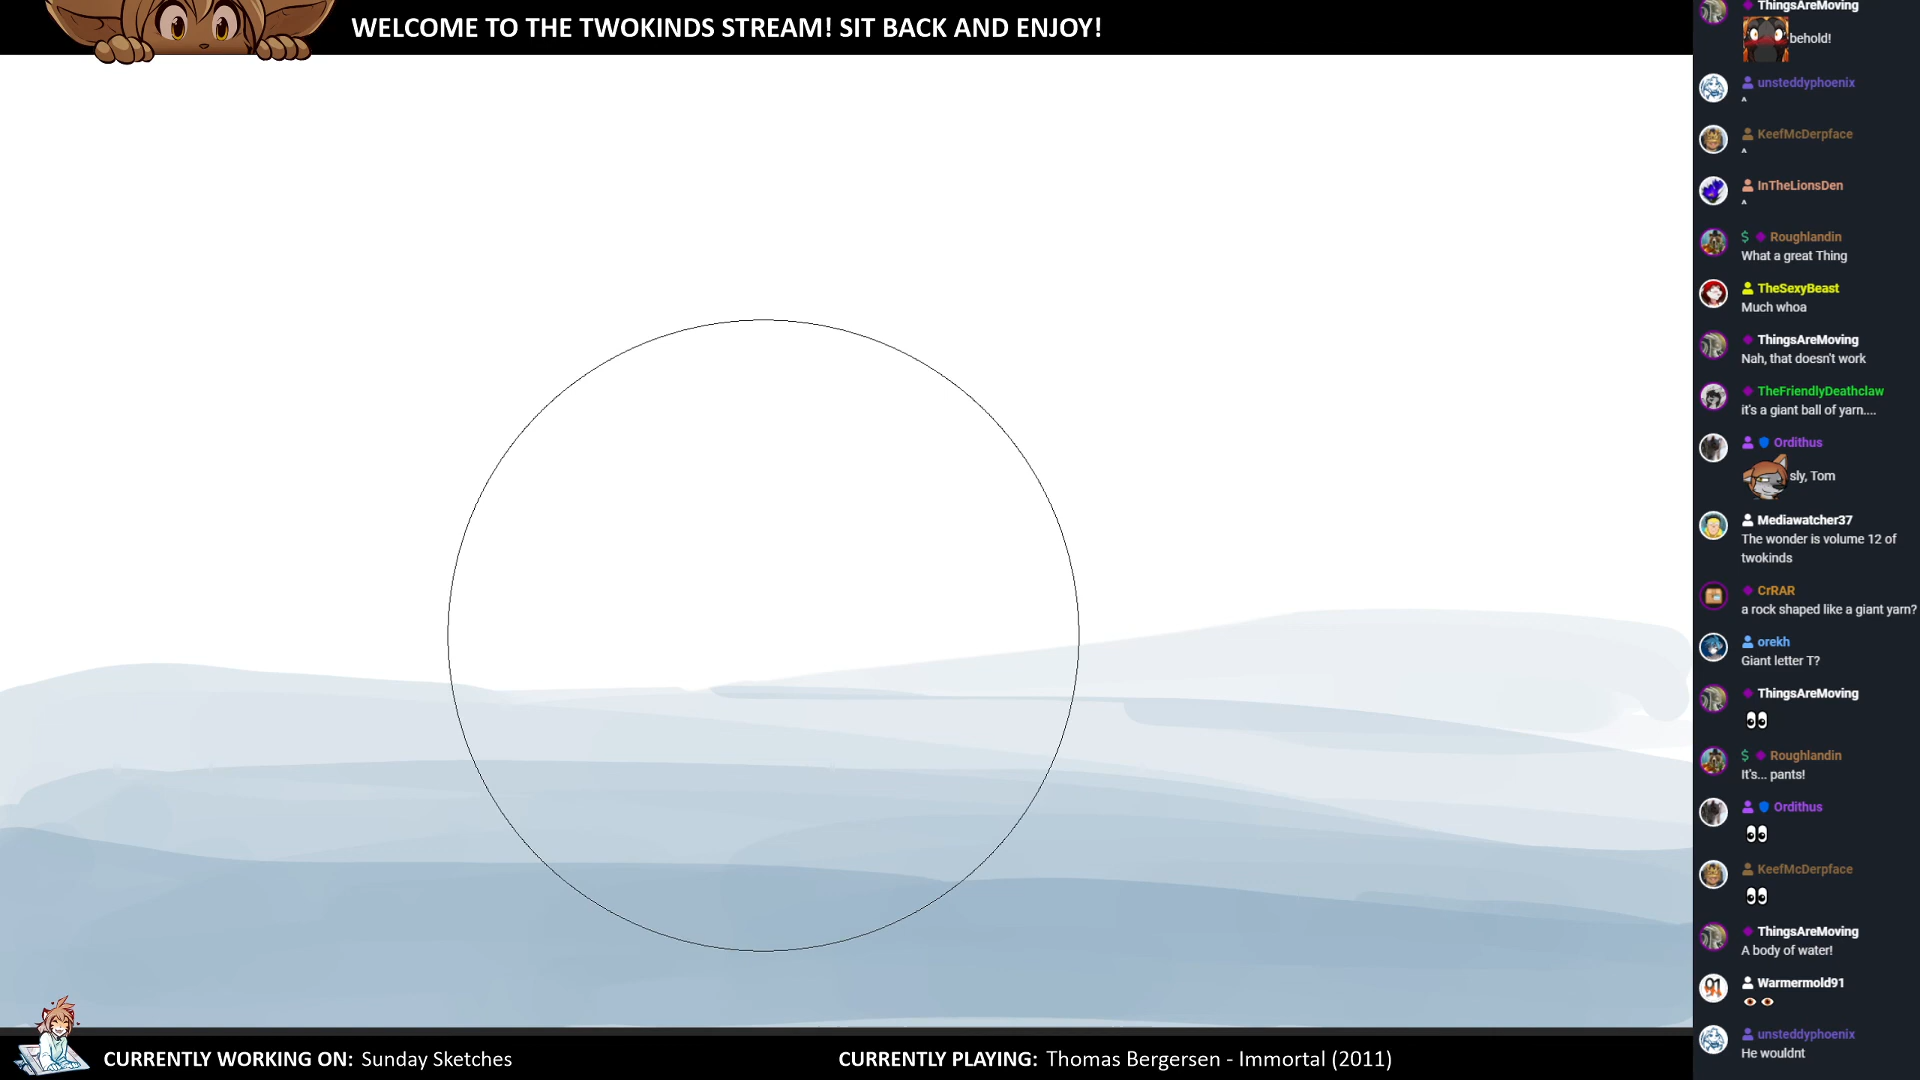 WELCOME TO THE TWOKINDS STREAM! SIT BACK AND ENJOY!
ThingsAreMoving
behold!
unsteddyphoenix
^
KeefMcDerpface
^
InTheLionsDen
^
$ Roughlandin
What a great Thing
TheSexyBeast
Much whoa
ThingsAreMoving
Nah, that doesn't work
TheFriendlyDeathclaw
it's a giant ball of yarn....
Ordithus
sly, Tom
Mediawatcher37
The wonder is volume 12 of
twokinds
CrRAR
a rock shaped like a giant yarn?
orekh
Giant letter T?
ThingsAreMoving
$ Roughlandin
It's... pants!
Ordithus
KeefMcDerpface
ThingsAreMoving
A body of water!
91
Warmermold91
unsteddyphoenix
He wouldnt
CURRENTLY WORKING ON: Sunday Sketches
CURRENTLY PLAYING: Thomas Bergersen - Immortal (2011)